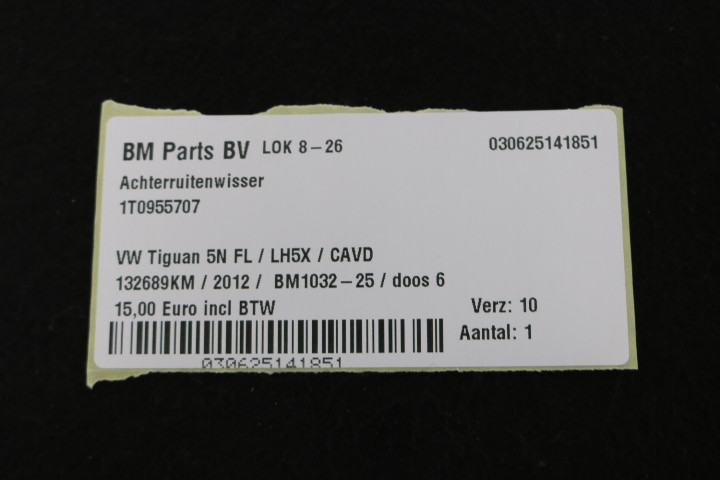 BM Parts BV LOK 8-26 030625141851
Achterruitenwisser
1T0955707
VW Tiguan 5N FL / LH5X / CAVD
132689KM / 2012 / BM1032-25 / doos 6
15,00 Euro incl BTW Verz: 10
Aantal: 1
030625141851